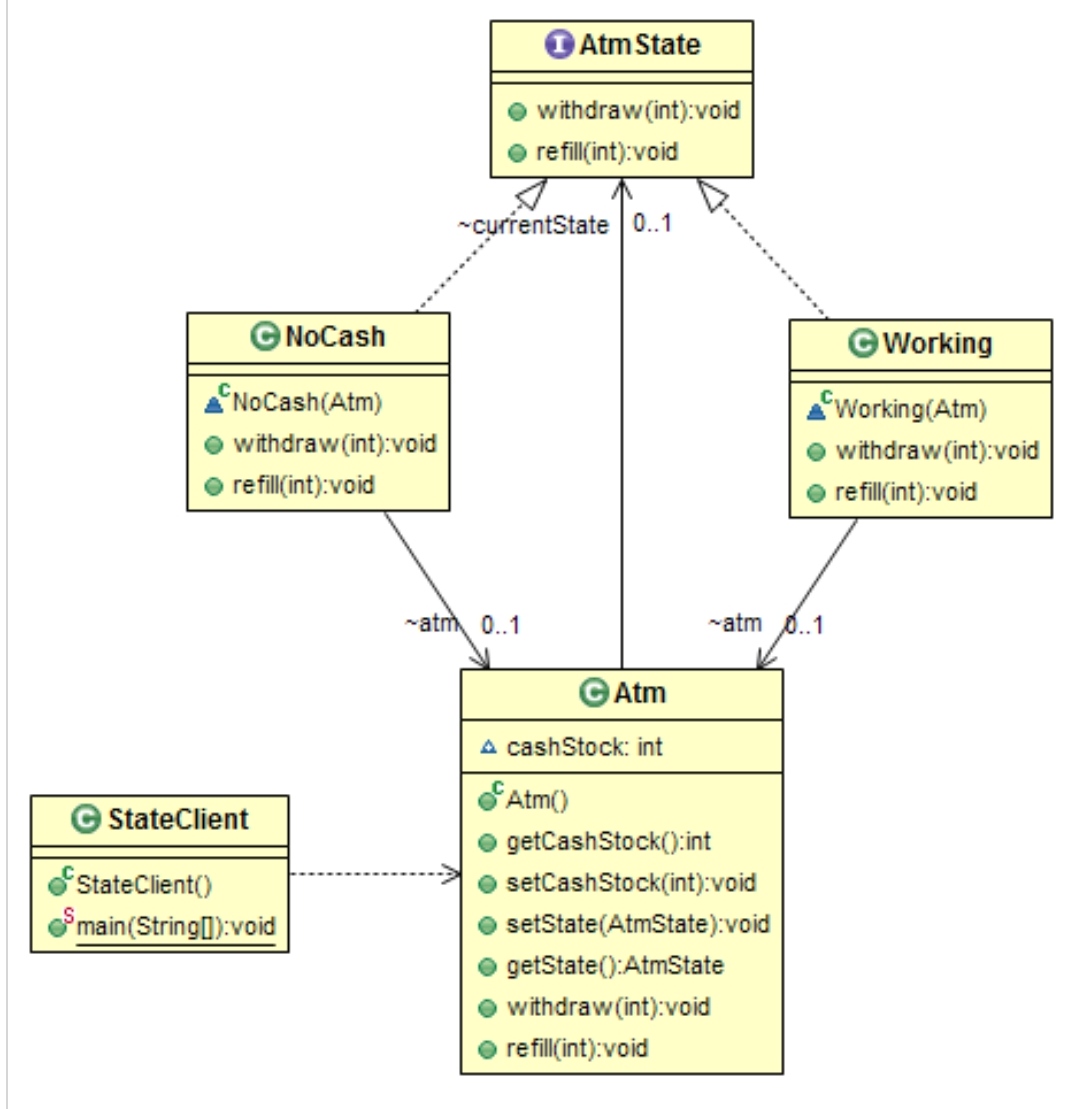 AtmState
withdraw(int):void
refill(int):void
~currentState 0..1
NoCash
NoCash(Atm)
withdraw(int):void
refill(int):void
Working
Working(Atm)
withdraw(int):void
refill(int):void
~atm 0..1
~atm 0..1
Atm
cashStock: int
Atm()
getCashStock():int
setCashStock(int):void
setState(AtmState):void
getState():AtmState
withdraw(int):void
refill(int):void
StateClient
StateClient()
main(String[]):void